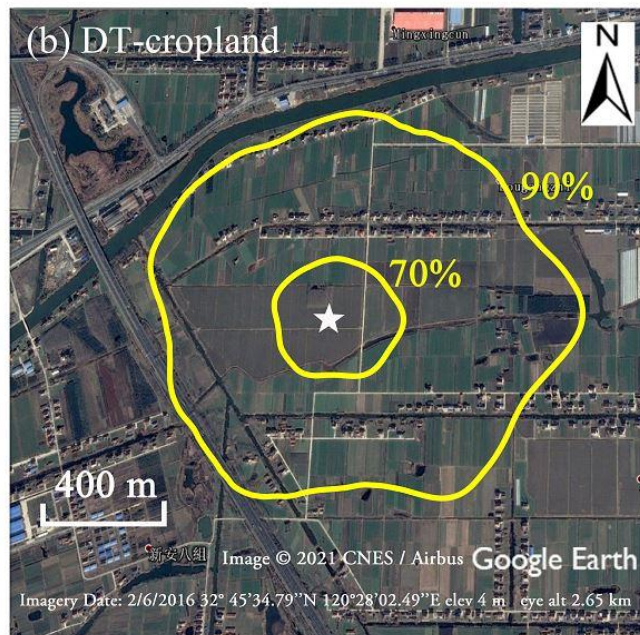 (b) DT-cropland
Mingxingcun
N
90%
70%
400 m
新安八组
Image © 2021 CNES / Airbus Google Earth
Imagery Date: 2/6/2016 32° 45'34.79’’N 120°28’02.49’’E elev 4 m eye alt 2.65 km